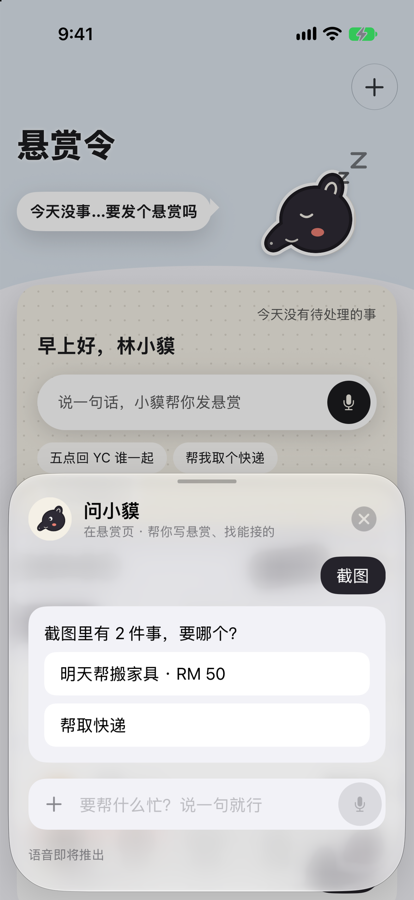 9:41
悬赏令
z
z
今天没事...要发个悬赏吗
今天没有待处理的事
早上好，林小貘
说一句话，小貘帮你发悬赏
五点回 YC 谁一起
帮我取个快递
问小貘
在悬赏页 · 帮你写悬赏、找能接的
截图
截图里有 2 件事，要哪个?
明天帮搬家具 · RM 50
帮取快递
要帮什么忙？说一句就行
语音即将推出